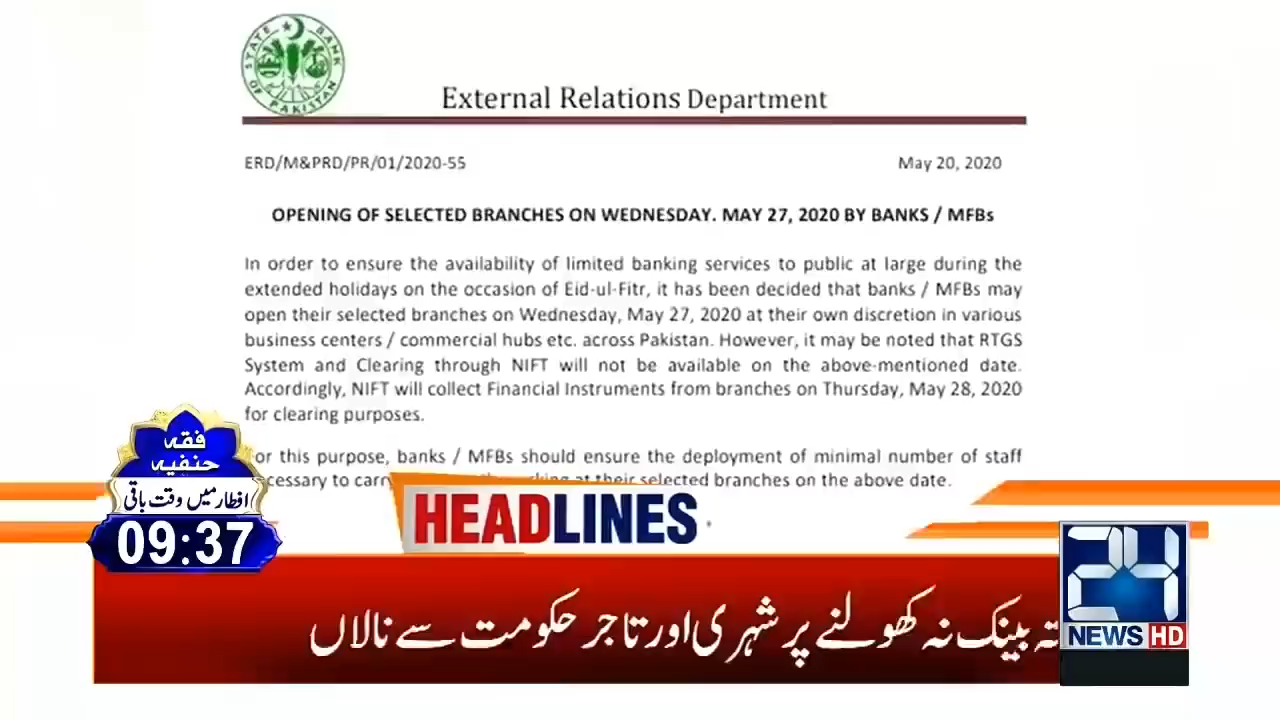 STATE BANK OF PAKISTAN
External Relations Department
ERD/M&PRD/PR/01/2020-55 May 20, 2020
OPENING OF SELECTED BRANCHES ON WEDNESDAY. MAY 27, 2020 BY BANKS / MFBs
In order to ensure the availability of limited banking services to public at large during the
extended holidays on the occasion of Eid-ul-Fitr, it has been decided that banks / MFBs may
open their selected branches on Wednesday, May 27, 2020 at their own discretion in various
business centers / commercial hubs etc. across Pakistan. However, it may be noted that RTGS
System and Clearing through NIFT will not be available on the above-mentioned date.
Accordingly, NIFT will collect Financial Instruments from branches on Thursday, May 28, 2020
for clearing purposes.
or this purpose, banks / MFBs should ensure the deployment of minimal number of staff
cessary to carry at their selected branches on the above date.
فقہ
حنفیہ
افطار میں وقت باقی
09:37
HEADLINES
بینک نہ کھولنے پر شہری اور تاجر حکومت سے نالاں
24
NEWS HD